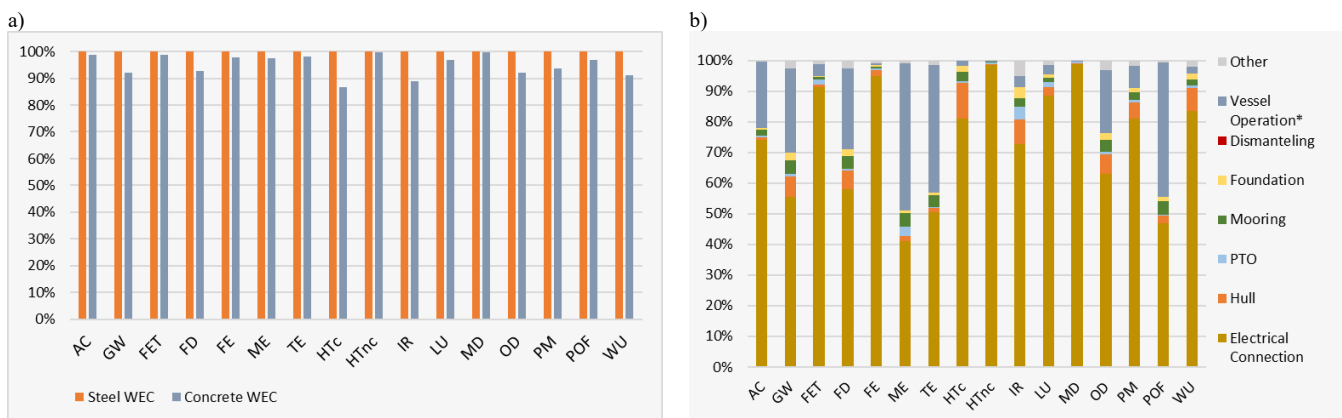 a)
100%
90%
80%
70%
60%
50%
40%
30%
20%
10%
0%
AC GW FET FD FE ME TE HTc HTnc IR LU MD OD PM POF WU
Steel WEC Concrete WEC
b)
100%
90%
80%
70%
60%
50%
40%
30%
20%
10%
0%
AC GW FET FD FE ME TE HTc HTnc IR LU MD OD PM POF WU
Other
Vessel
Operation*
Dismanteling
Foundation
Mooring
PTO
Hull
Electrical
Connection